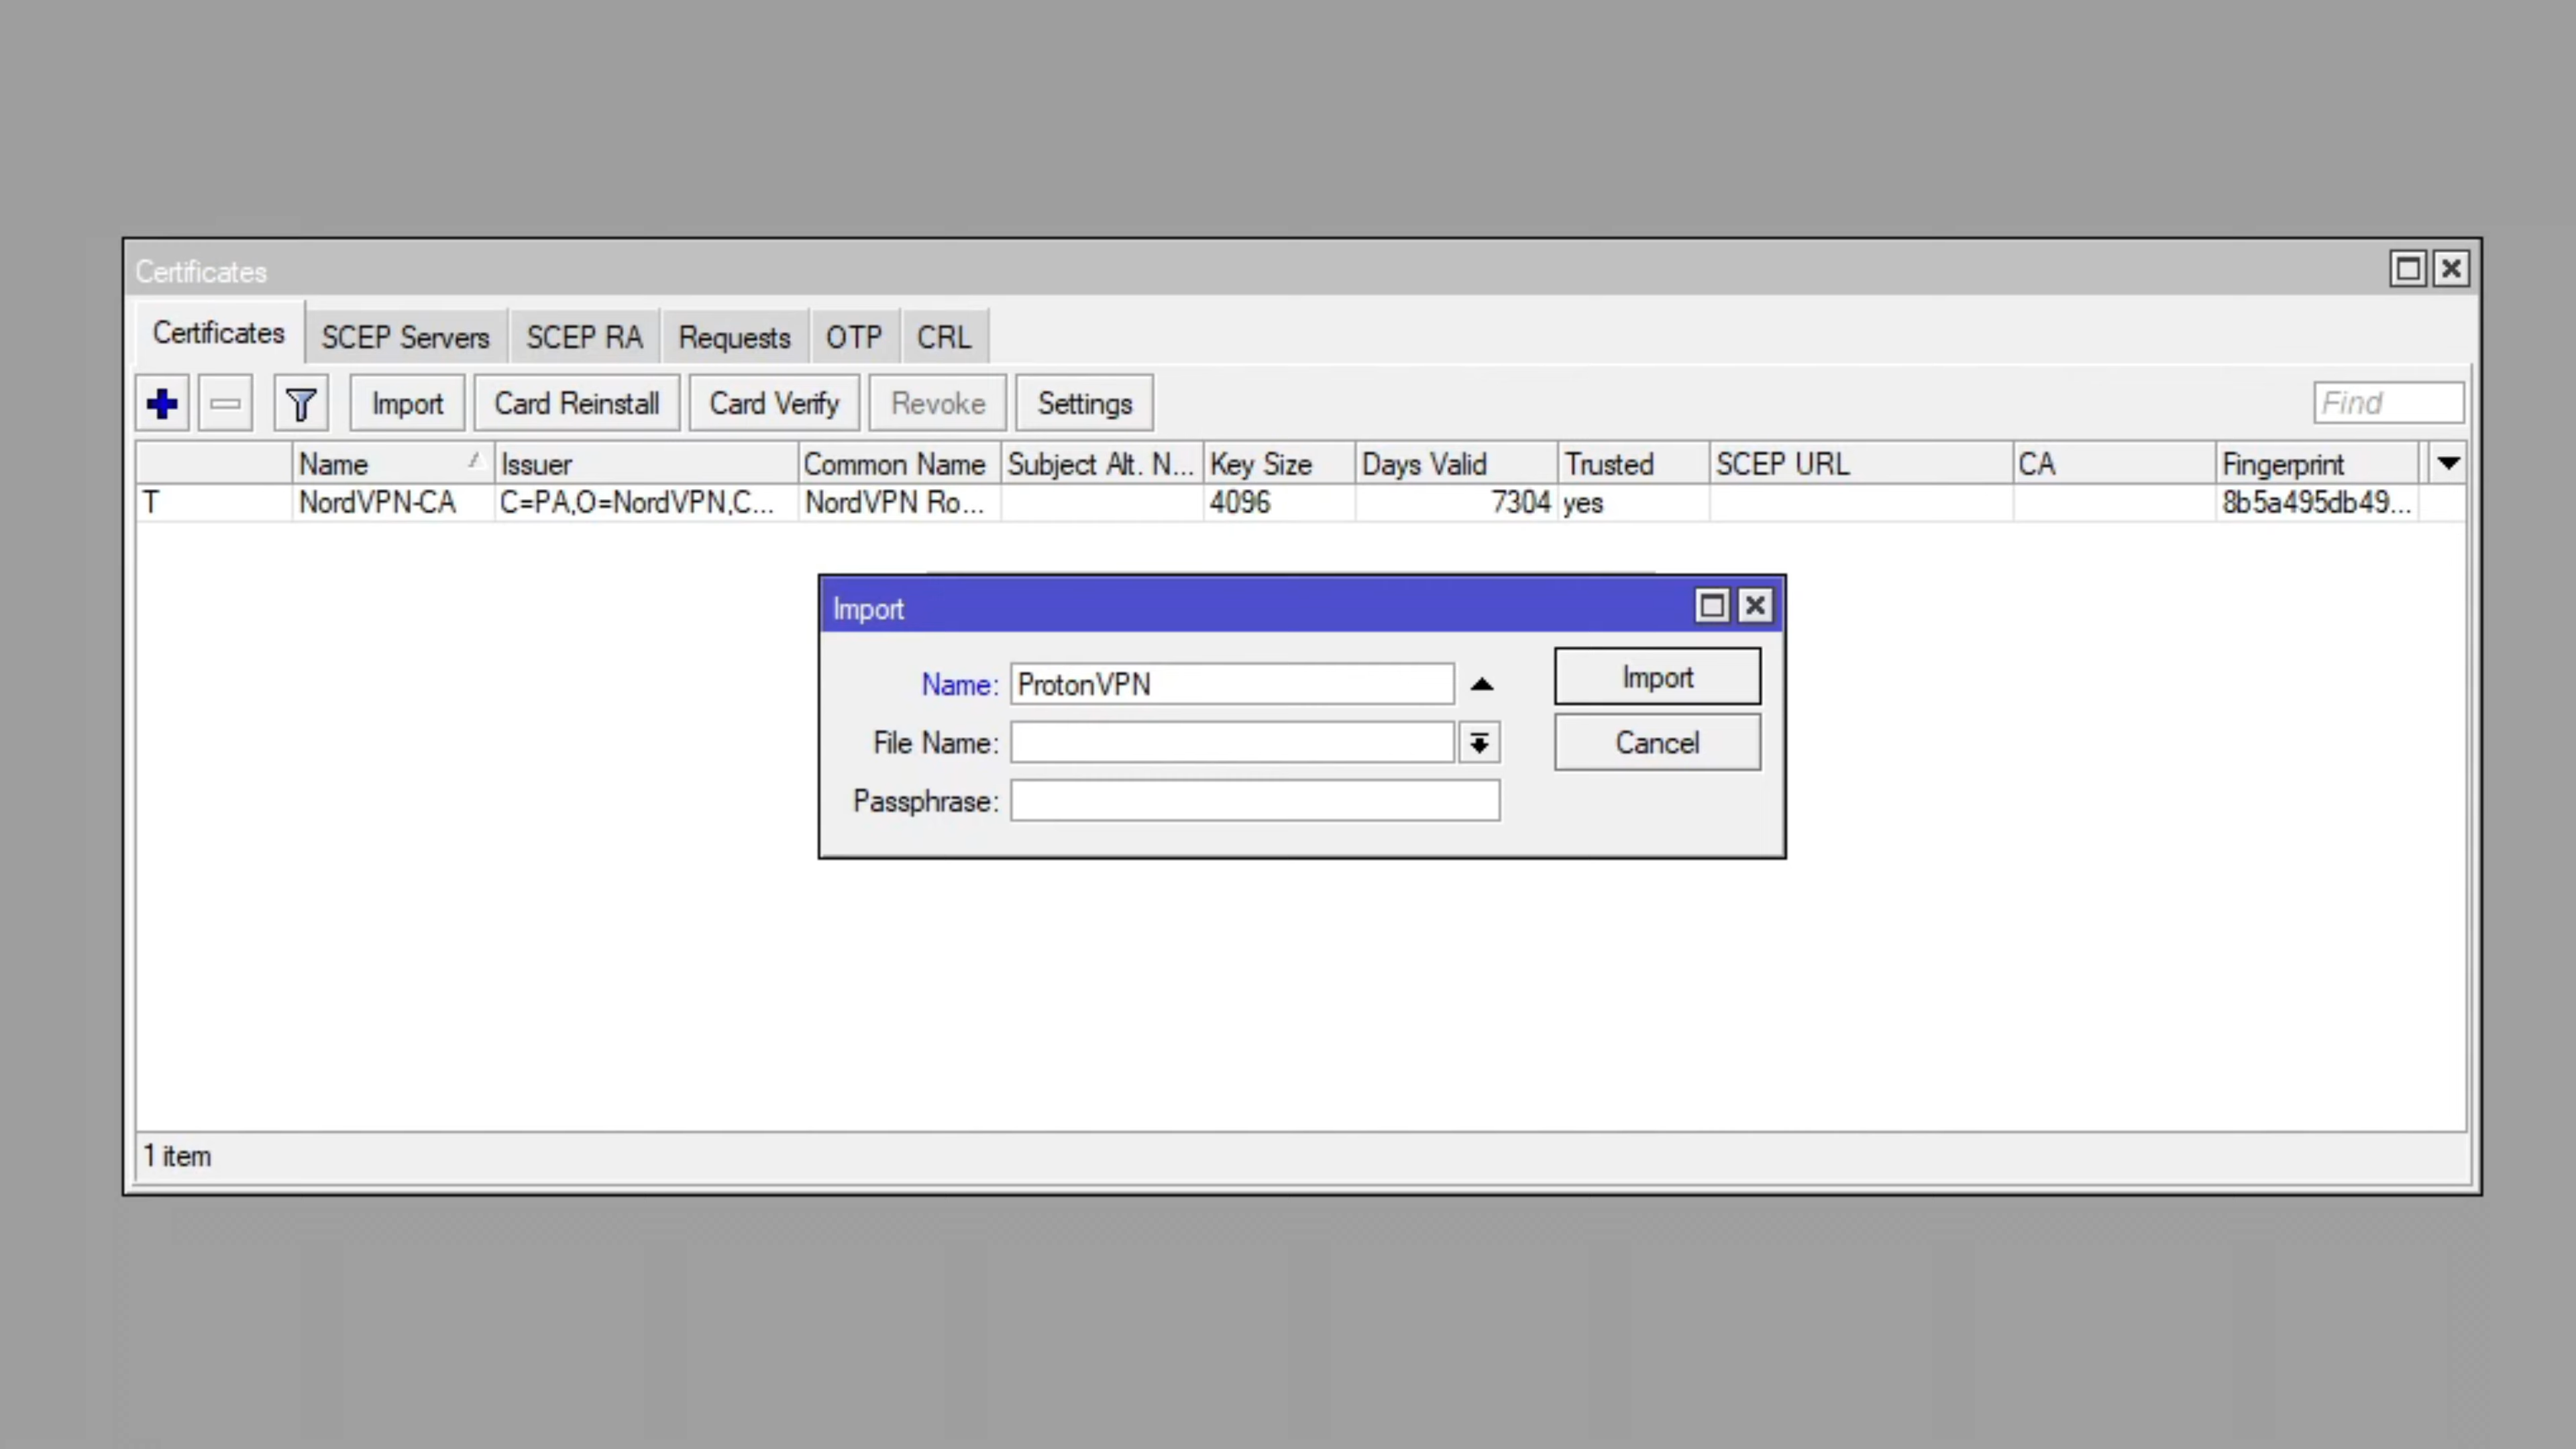 Certificates
Certificates SCEP Servers SCEP RA Requests OTP CRL
Import Card Reinstall Card Verify Revoke Settings Find
Name Issuer Common Name Subject Alt. N... Key Size Days Valid Trusted SCEP URL CA Fingerprint
T NordVPN-CA C=PA,O=NordVPN,C... NordVPN Ro... 4096 7304 yes 8b5a495db49...
Import
Name: ProtonVPN Import
File Name: Cancel
Passphrase:
1 item